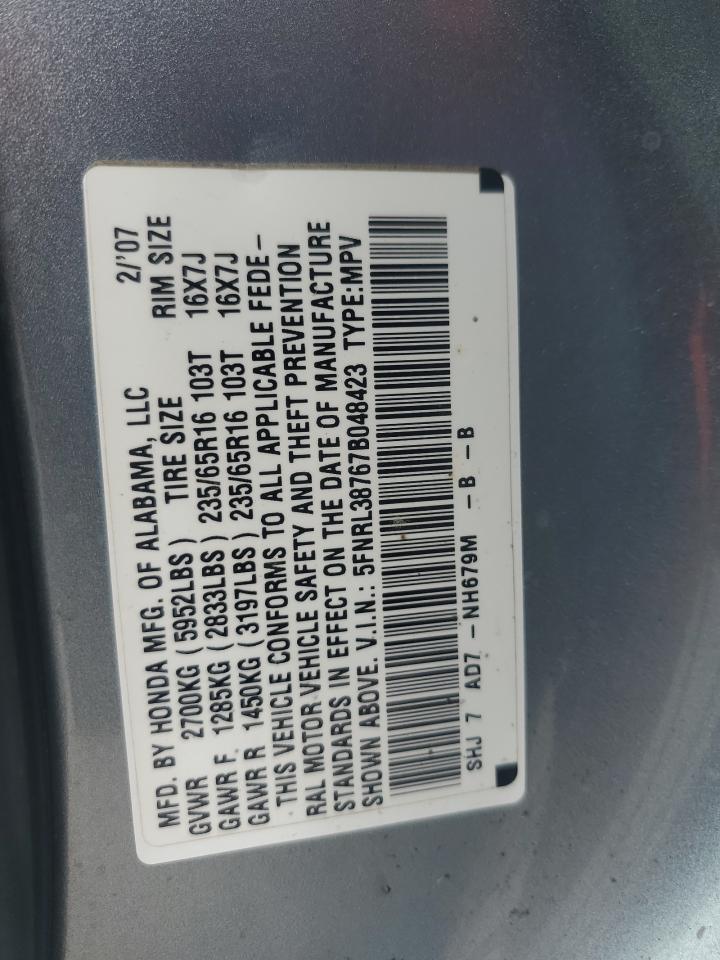 MFD. BY HONDA MFG. OF ALABAMA, LLC 2/'07
GVWR 2700KG (5952LBS) TIRE SIZE RIM SIZE
GAWR F 1285KG (2833LBS) 235/65R16 103T 16X7J
GAWR R 1450KG (3197LBS) 235/65R16 103T 16X7J
THIS VEHICLE CONFORMS TO ALL APPLICABLE FEDE-
RAL MOTOR VEHICLE SAFETY AND THEFT PREVENTION
STANDARDS IN EFFECT ON THE DATE OF MANUFACTURE
SHOWN ABOVE. V.I.N.: 5FNRL38767B048423 TYPE:MPV
SHJ 7 AD7 -NH679M -B -B